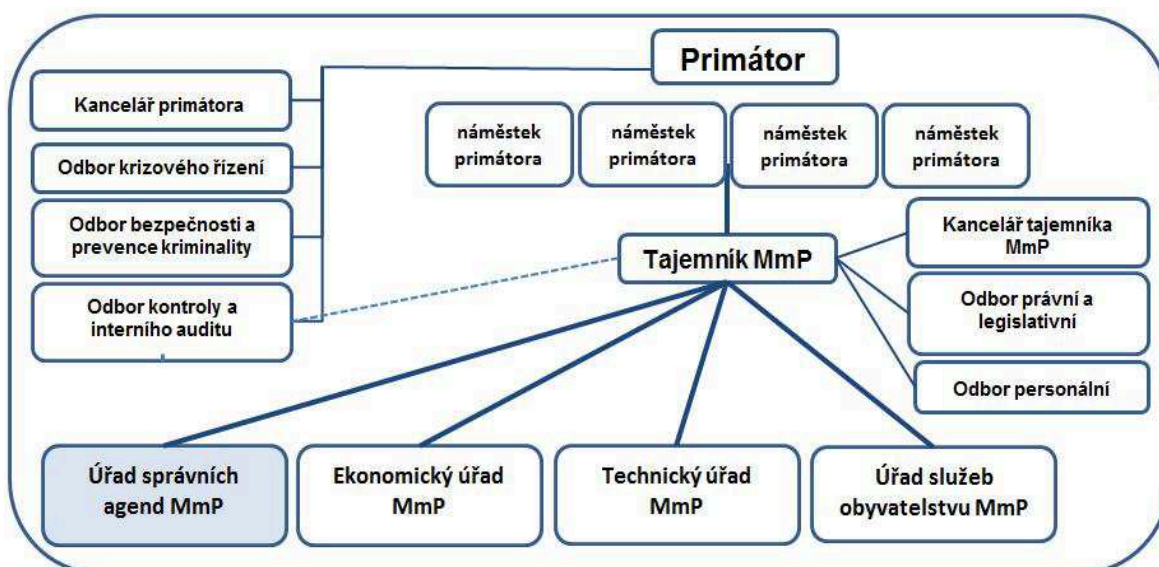 Primátor
Kancelář primátora
Odbor krizového řízení
Odbor bezpečnosti a
prevence kriminality
Odbor kontroly a
interního auditu
náměstek
primátora
náměstek
primátora
náměstek
primátora
náměstek
primátora
Tajemník MmP
Kancelář tajemníka
MmP
Odbor právní a
legislativní
Odbor personální
Úřad správních
agend MmP
Ekonomický úřad
MmP
Technický úřad
MmP
Úřad služeb
obyvatelstvu MmP